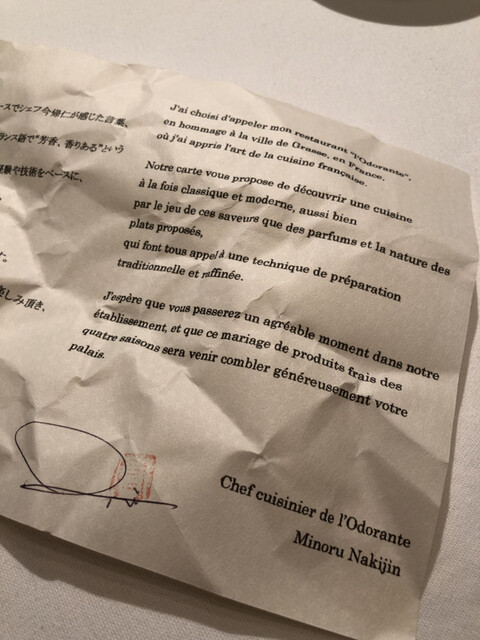 ースでシェフ今帰仁が感じた言葉、
ランス語で"芳香、香りある"という
経験や技術をベースに、
す。
楽しみ頂き、
J'ai choisi d'appeler mon restaurant "l'Odorante",
en hommage à la ville de Grasse, en France,
où j'ai appris l'art de la cuisine française.
Notre carte vous propose de découvrir une cuisine
à la fois classique et moderne, aussi bien
par le jeu de ces saveurs que des parfums et la nature des
plats proposés,
qui font tous appel à une technique de préparation
traditionnelle et raffinée.
J'espère que vous passerez un agréable moment dans notre
établissement, et que ce mariage de produits frais des
quatre saisons sera venir combler généreusement votre
palais.
Chef cuisinier de l'Odorante
Minoru Nakijin